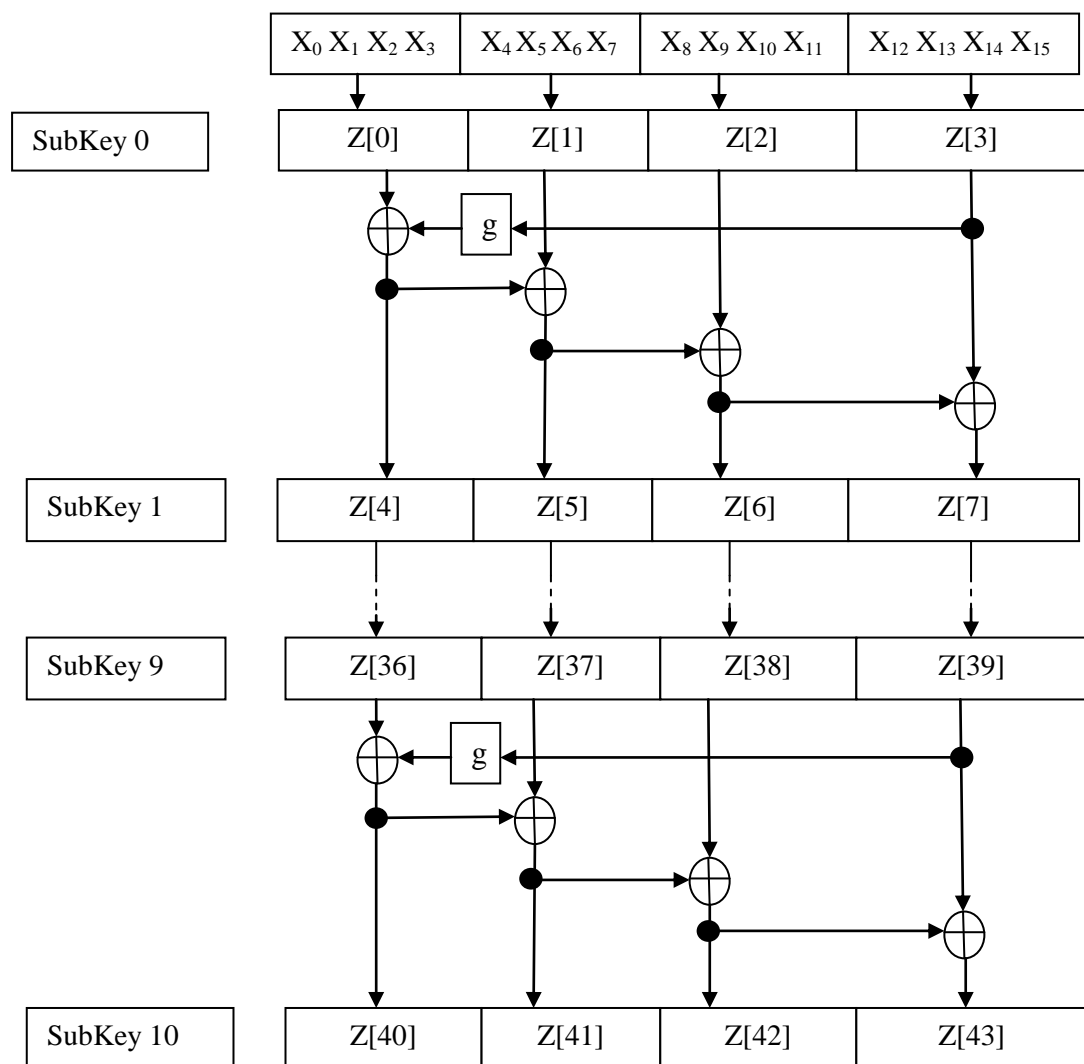 X₀ X₁ X₂ X₃ X₄ X₅ X₆ X₇ X₈ X₉ X₁₀ X₁₁ X₁₂ X₁₃ X₁₄ X₁₅
SubKey 0 Z[0] Z[1] Z[2] Z[3]
g
SubKey 1 Z[4] Z[5] Z[6] Z[7]
SubKey 9 Z[36] Z[37] Z[38] Z[39]
g
SubKey 10 Z[40] Z[41] Z[42] Z[43]